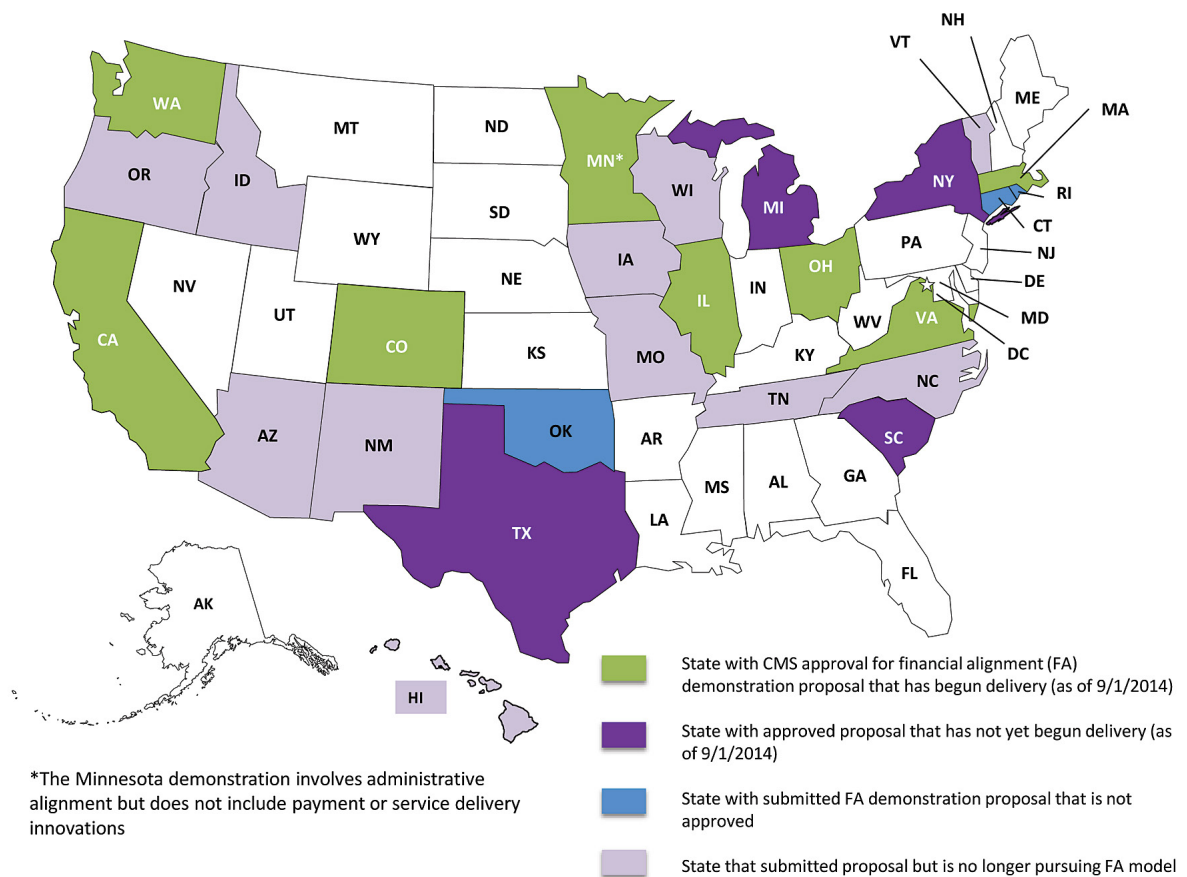 NH
VT
ME
WA
MA
MT
ND
MN*
OR
ID
WI
NY
RI
SD
MI
CT
WY
PA
NJ
IA
NE
OH
DE
NV
IN
IL
UT
WV
VA
MD
CA
CO
KS
MO
KY
DC
NC
TN
AZ
NM
OK
AR
SC
MS
AL
GA
LA
TX
FL
AK
HI
State with CMS approval for financial alignment (FA)
demonstration proposal that has begun delivery (as of 9/1/2014)
State with approved proposal that has not yet begun delivery (as
of 9/1/2014)
State with submitted FA demonstration proposal that is not
approved
State that submitted proposal but is no longer pursuing FA model
*The Minnesota demonstration involves administrative
alignment but does not include payment or service delivery
innovations